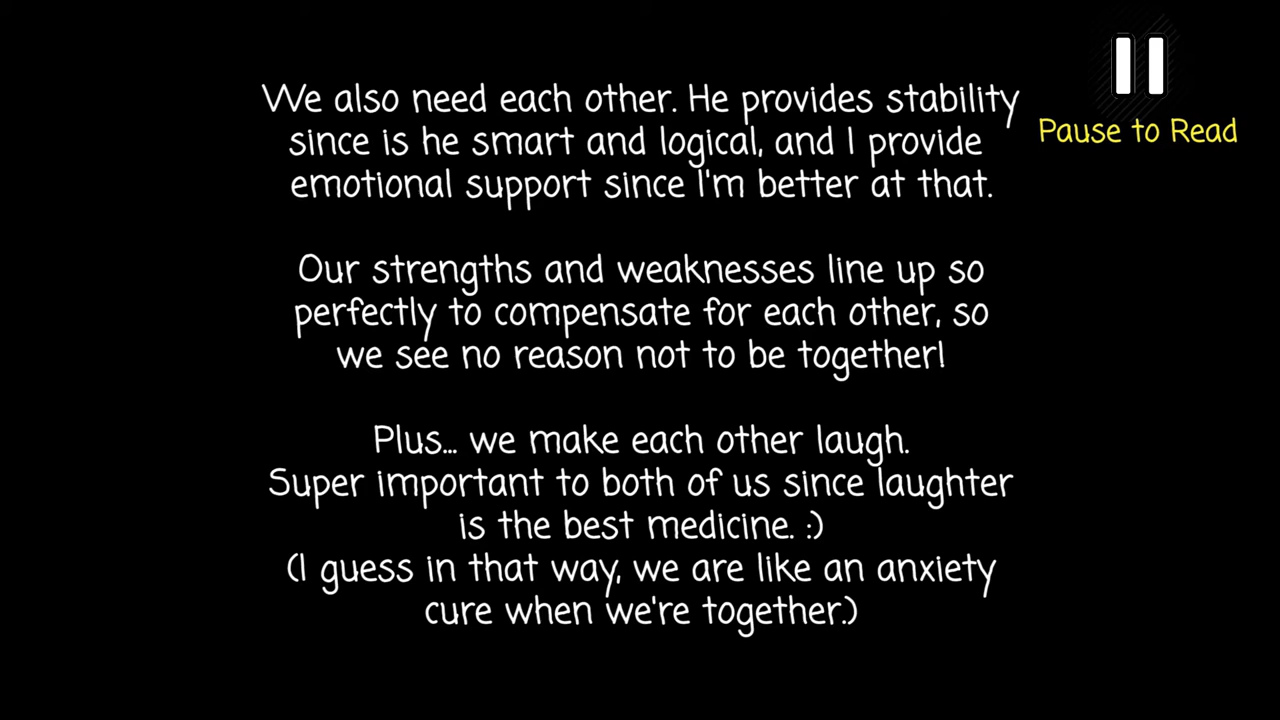 We also need each other. He provides stability
since is he smart and logical, and I provide
emotional support since I'm better at that.
Our strengths and weaknesses line up so
perfectly to compensate for each other, so
we see no reason not to be together!
Plus... we make each other laugh.
Super important to both of us since laughter
is the best medicine. :)
(I guess in that way, we are like an anxiety
cure when we're together.)
Pause to Read